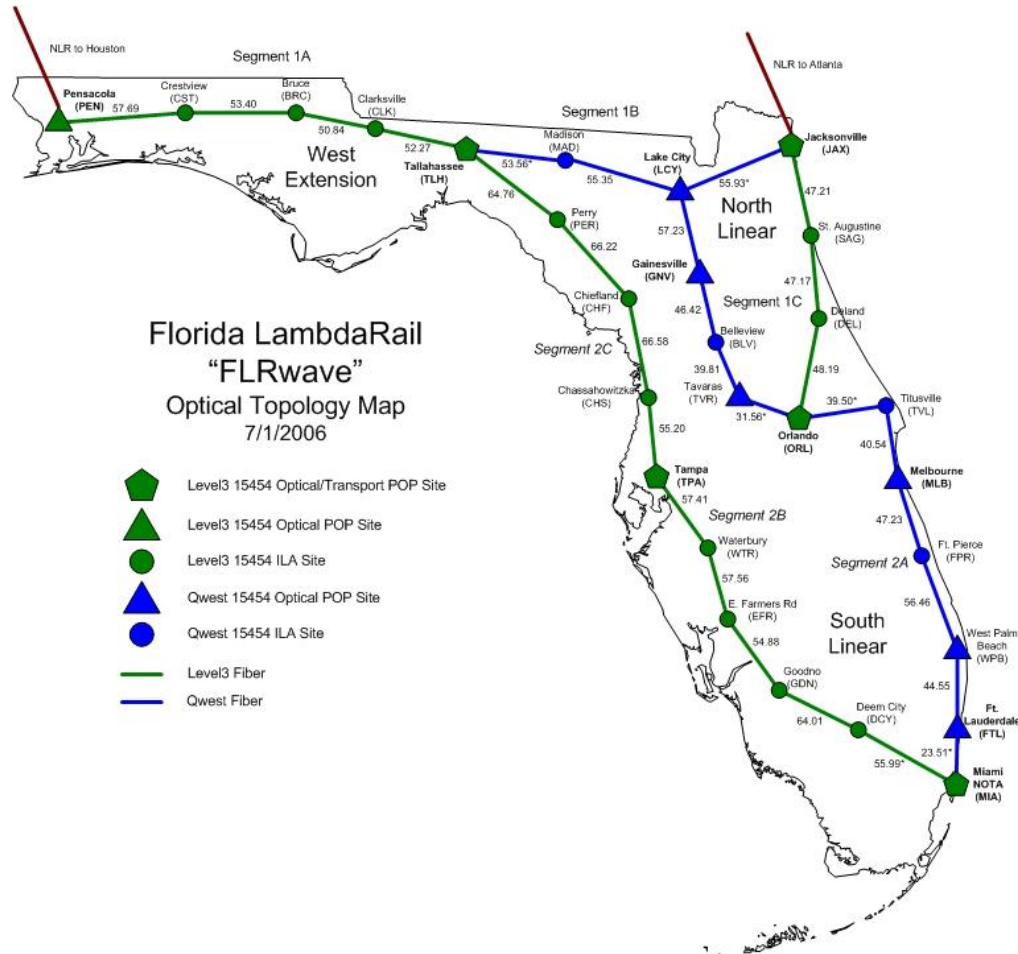 NLR to Houston
Segment 1A
NLR to Atlanta
Pensacola
(PEN)
57.69
Crestview
(CST)
53.40
Bruce
(BRC)
50.84
Clarksville
(CLK)
52.27
West
Extension
Tallahassee
(TLH)
Segment 1B
53.56*
Madison
(MAD)
55.35
Lake City
(LCY)
55.93*
Jacksonville
(JAX)
64.76
Perry
(PER)
66.22
Chiefland
(CHF)
66.58
Segment 2C
Chassahowitzka
(CHS)
55.20
Tampa
(TPA)
North
Linear
57.23
Gainesville
(GNV)
46.42
Segment 1C
Belleview
(BLV)
39.81
Tavaras
(TVR)
31.56*
47.21
St. Augustine
(SAG)
47.17
Deland
(DEL)
48.19
Orlando
(ORL)
39.50*
Titusville
(TVL)
40.54
Melbourne
(MLB)
47.23
Ft. Pierce
(FPR)
Segment 2A
56.46
West Palm
Beach
(WPB)
44.55
Ft.
Lauderdale
(FTL)
23.51*
Miami
NOTA
(MIA)
57.41
Segment 2B
Waterbury
(WTR)
57.56
E. Farmers Rd
(EFR)
54.88
South
Linear
Goodno
(GDN)
64.01
Deem City
(DCY)
55.99*
Florida LambdaRail
“FLRwave”
Optical Topology Map
7/1/2006
Level3 15454 Optical/Transport POP Site
Level3 15454 Optical POP Site
Level3 15454 ILA Site
Qwest 15454 Optical POP Site
Qwest 15454 ILA Site
Level3 Fiber
Qwest Fiber